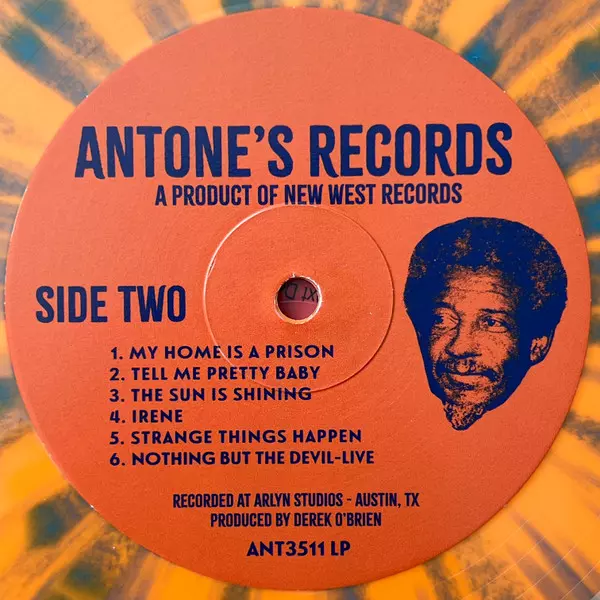 ANTONE'S RECORDS
A PRODUCT OF NEW WEST RECORDS
SIDE TWO
1. MY HOME IS A PRISON
2. TELL ME PRETTY BABY
3. THE SUN IS SHINING
4. IRENE
5. STRANGE THINGS HAPPEN
6. NOTHING BUT THE DEVIL-LIVE
RECORDED AT ARLYN STUDIOS - AUSTIN, TX
PRODUCED BY DEREK O'BRIEN
ANT3511 LP